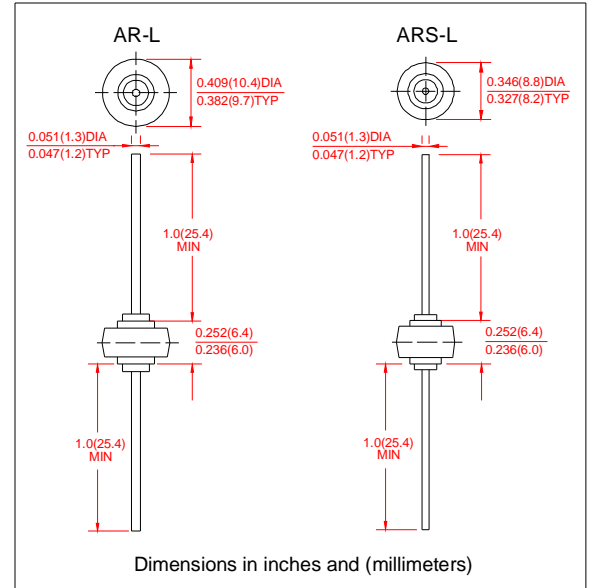 AR-L
0.409(10.4)DIA
0.382(9.7)TYP
0.051(1.3)DIA
0.047(1.2)TYP
1.0(25.4)
MIN
0.252(6.4)
0.236(6.0)
1.0(25.4)
MIN
ARS-L
0.346(8.8)DIA
0.327(8.2)TYP
0.051(1.3)DIA
0.047(1.2)TYP
1.0(25.4)
MIN
0.252(6.4)
0.236(6.0)
1.0(25.4)
MIN
Dimensions in inches and (millimeters)